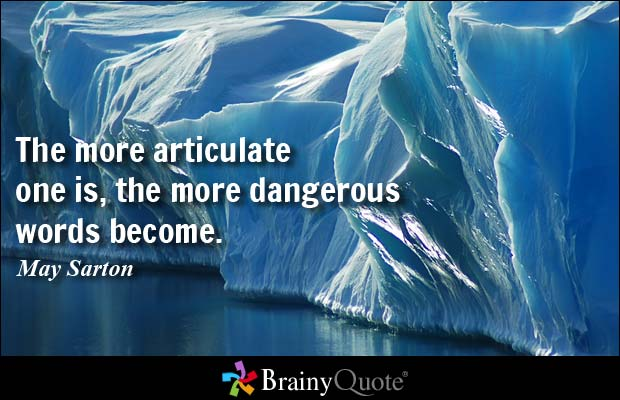 The more articulate
one is, the more dangerous
words become.
May Sarton
BrainyQuote®